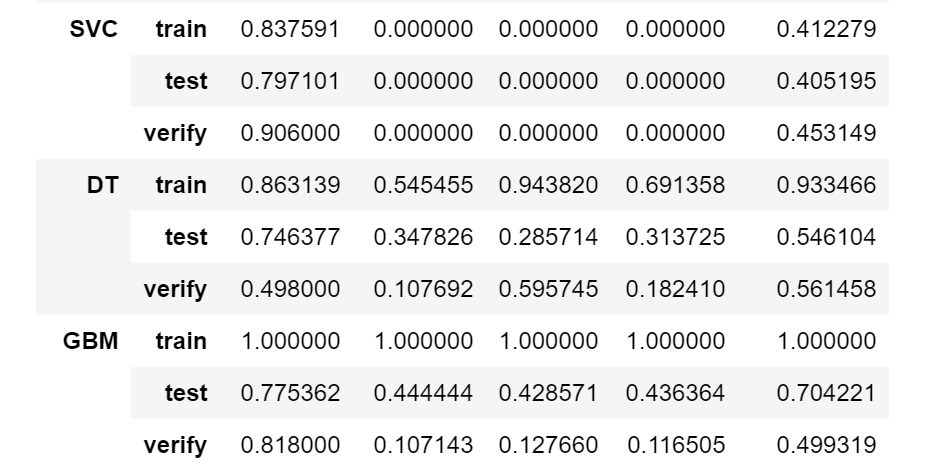 SVC train 0.837591 0.000000 0.000000 0.000000 0.412279
test 0.797101 0.000000 0.000000 0.000000 0.405195
verify 0.906000 0.000000 0.000000 0.000000 0.453149
DT train 0.863139 0.545455 0.943820 0.691358 0.933466
test 0.746377 0.347826 0.285714 0.313725 0.546104
verify 0.498000 0.107692 0.595745 0.182410 0.561458
GBM train 1.000000 1.000000 1.000000 1.000000 1.000000
test 0.775362 0.444444 0.428571 0.436364 0.704221
verify 0.818000 0.107143 0.127660 0.116505 0.499319